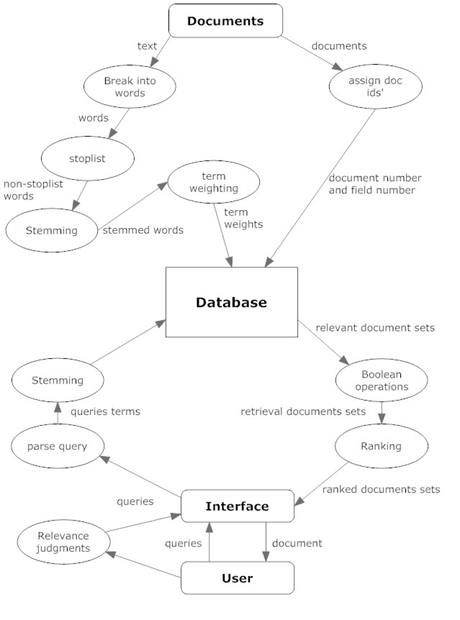 Documents
text
documents
Break into
words
assign doc
ids'
words
stoplist
term
weighting
non-stoplist
words
document number
and field number
term
weights
Stemming
stemmed words
Database
relevant document sets
Stemming
Boolean
operations
queries terms
retrieval documents sets
parse query
Ranking
ranked documents sets
queries
Interface
Relevance
judgments
queries
document
User